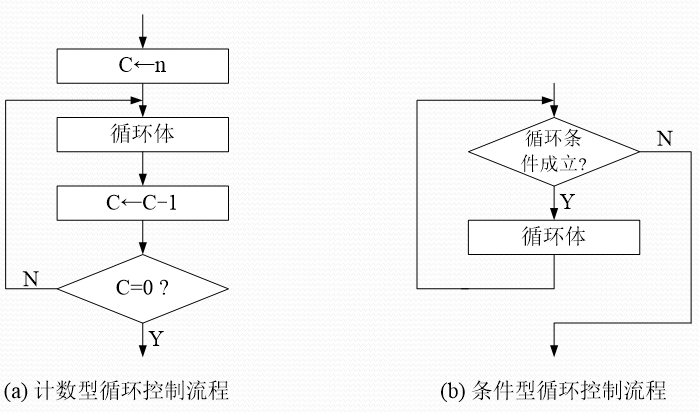 C←n
循环体
C←C-1
C=0 ?
N
Y
(a) 计数型循环控制流程
循环条
件成立?
N
Y
循环体
(b) 条件型循环控制流程